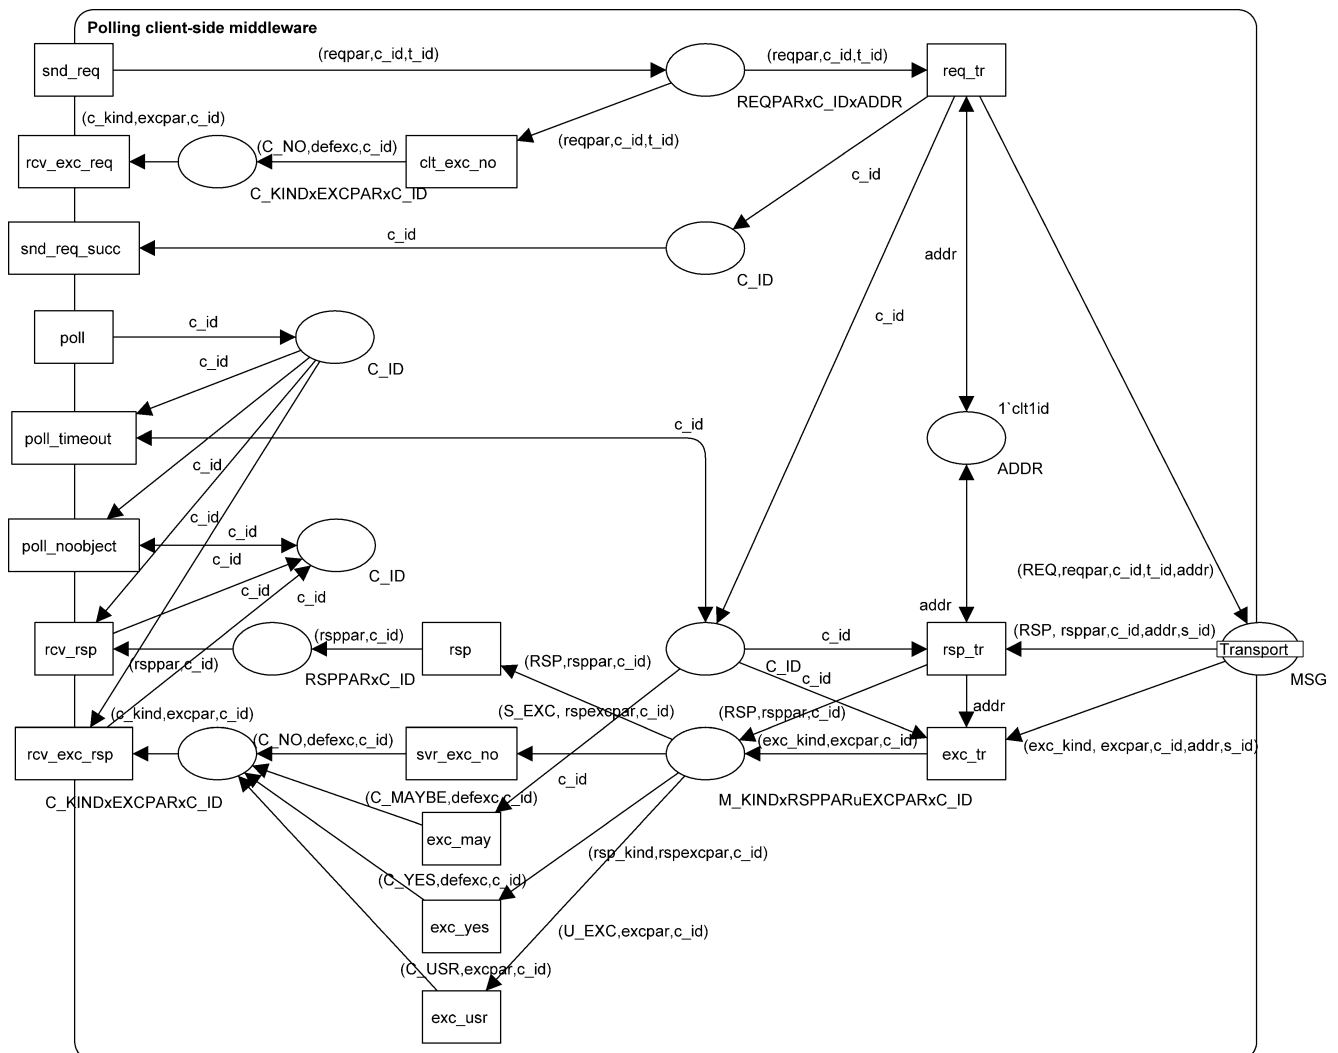 Polling client-side middleware
snd_req
(reqpar,c_id,t_id)
(reqpar,c_id,t_id)
req_tr
REQPARxC_IDxADDR
(c_kind,excpar,c_id)
rcv_exc_req
(C_NO,defexc,c_id)
clt_exc_no
(reqpar,c_id,t_id)
C_KINDxEXCPARxC_ID
c_id
snd_req_succ
c_id
C_ID
addr
c_id
poll
c_id
C_ID
c_id
1`clt1id
poll_timeout
c_id
ADDR
c_id
c_id
poll_noobject
c_id
c_id
C_ID
c_id
c_id
(REQ,reqpar,c_id,t_id,addr)
addr
rcv_rsp
(rsppar,c_id)
(rsppar,c_id)
rsp
RSPPARxC_ID
(RSP,rsppar,c_id)
c_id
C_ID
c_id
rsp_tr
(RSP, rsppar,c_id,addr,s_id)
Transport
MSG
(c_kind,excpar,c_id)
(S_EXC, rspexcpar,c_id)
(RSP,rsppar,c_id)
addr
rcv_exc_rsp
(C_NO,defexc,c_id)
svr_exc_no
(exc_kind,excpar,c_id)
exc_tr
(exc_kind, excpar,c_id,addr,s_id)
C_KINDxEXCPARxC_ID
c_id
M_KINDxRSPPARuEXCPARxC_ID
(C_MAYBE,defexc,c_id)
exc_may
(rsp_kind,rspexcpar,c_id)
(C_YES,defexc,c_id)
exc_yes
(U_EXC,excpar,c_id)
(C_USR,excpar,c_id)
exc_usr